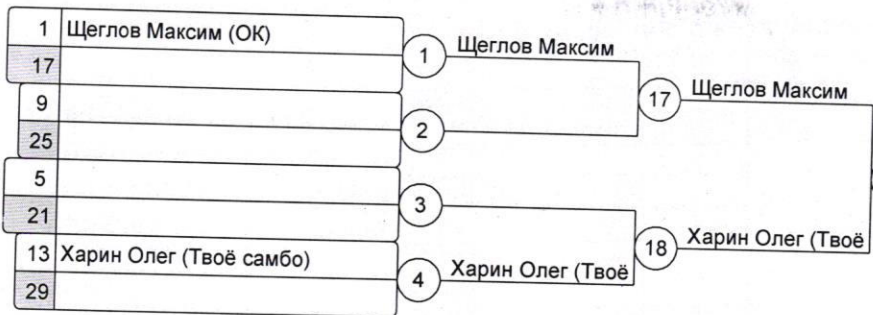 1 Щеглов Максим (ОК)
17
1 Щеглов Максим
9
25
2
17 Щеглов Максим
5
21
3
13 Харин Олег (Твоё самбо)
29
4 Харин Олег (Твоё
18 Харин Олег (Твоё